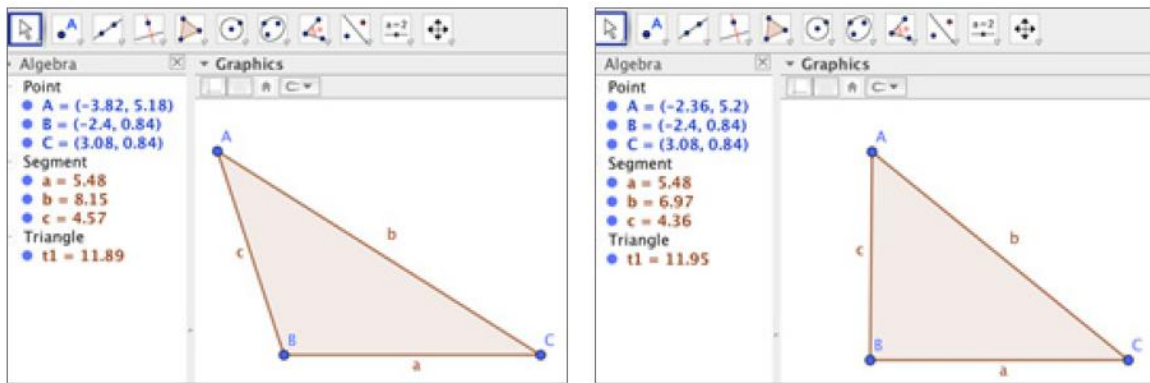 A
a=2
Algebra
Graphics
Point
A = (-3.82, 5.18)
B = (-2.4, 0.84)
C = (3.08, 0.84)
Segment
a = 5.48
b = 8.15
c = 4.57
Triangle
t1 = 11.89
A
b
c
B
C
a
A
a=2
Algebra
Graphics
Point
A = (-2.36, 5.2)
B = (-2.4, 0.84)
C = (3.08, 0.84)
Segment
a = 5.48
b = 6.97
c = 4.36
Triangle
t1 = 11.95
A
b
c
B
C
a